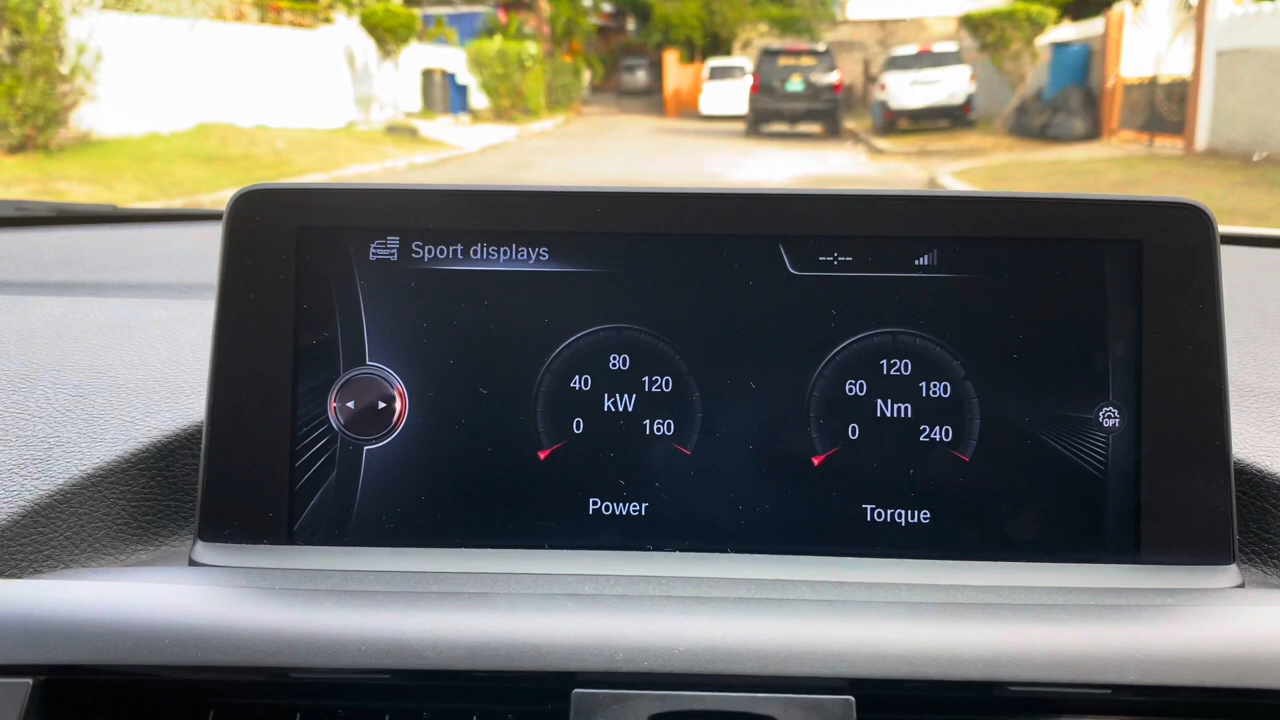 Sport displays
--:--
80
40
120
kW
0
160
Power
120
60
180
Nm
0
240
Torque
OPT